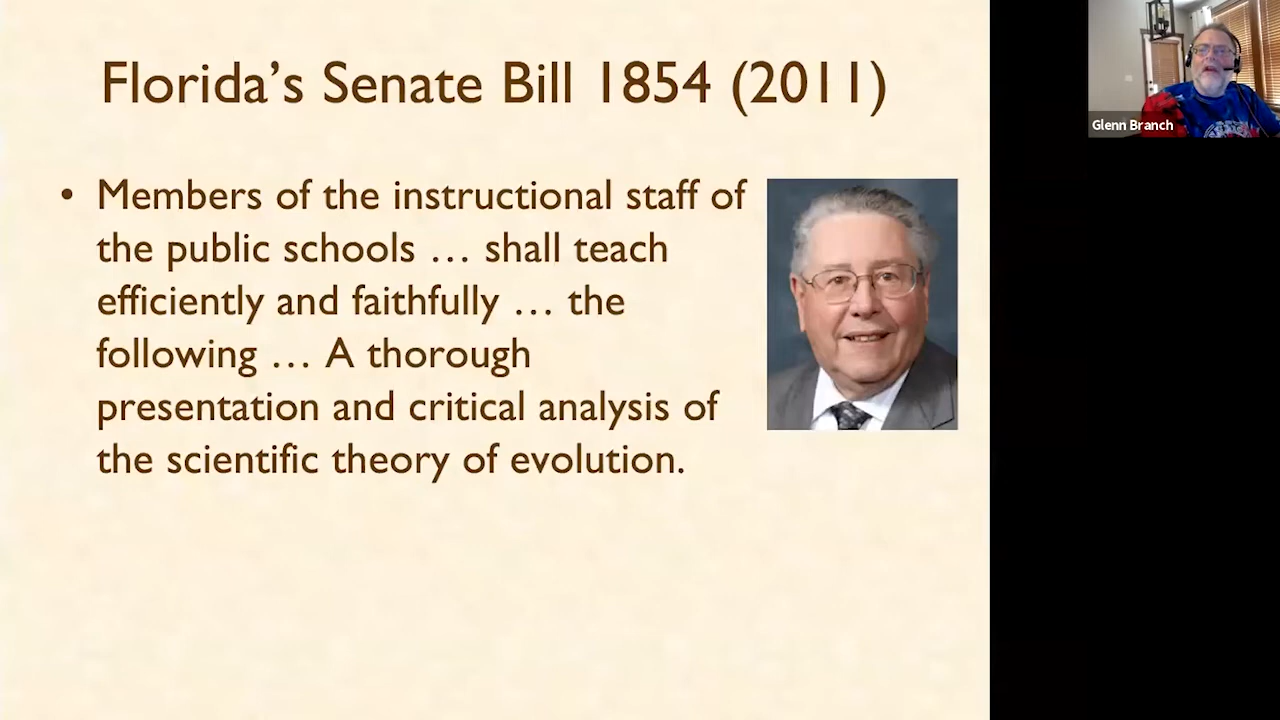 Florida’s Senate Bill 1854 (2011)
• Members of the instructional staff of
the public schools … shall teach
efficiently and faithfully … the
following … A thorough
presentation and critical analysis of
the scientific theory of evolution.
Glenn Branch